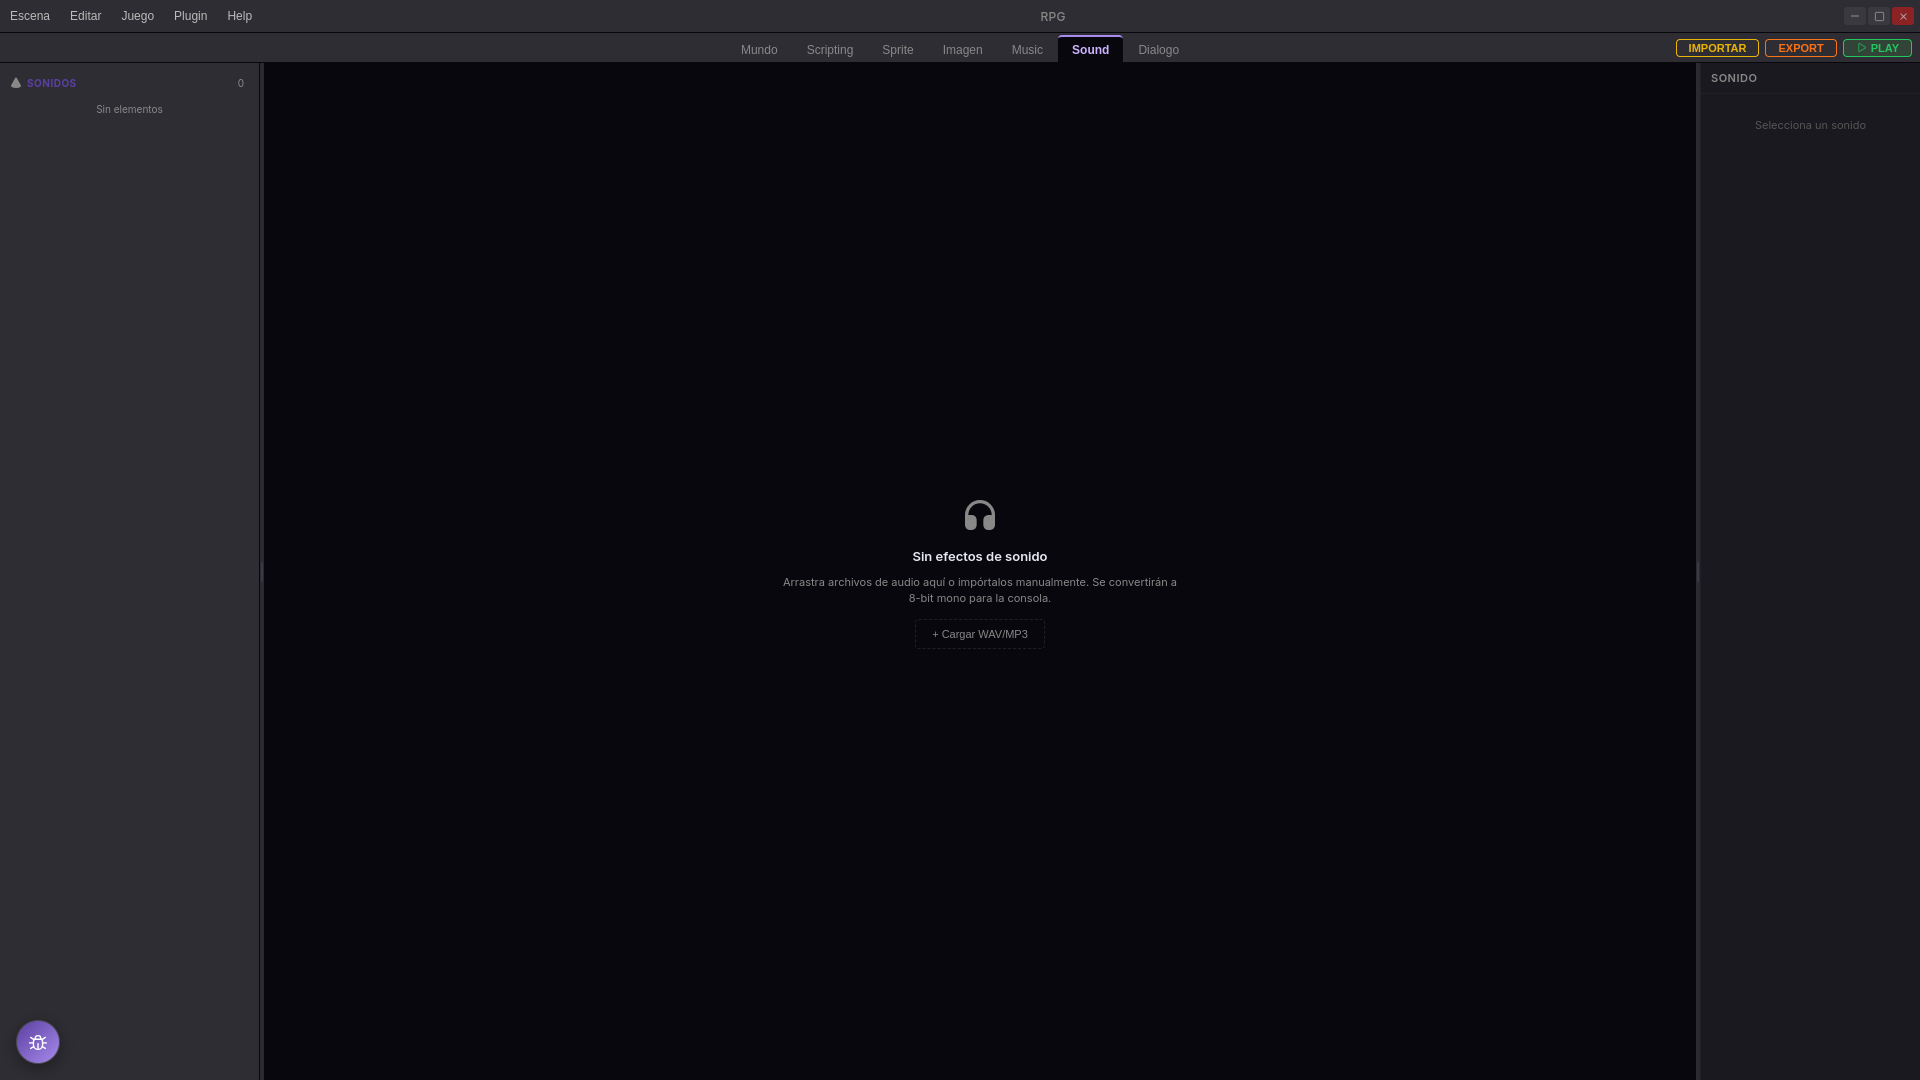 Escena Editar Juego Plugin Help
RPG
Mundo Scripting Sprite Imagen Music Sound Dialogo
IMPORTAR EXPORT PLAY
SONIDOS 0
Sin elementos
Sin efectos de sonido
Arrastra archivos de audio aquí o impórtalos manualmente. Se convertirán a
8-bit mono para la consola.
+ Cargar WAV/MP3
SONIDO
Selecciona un sonido